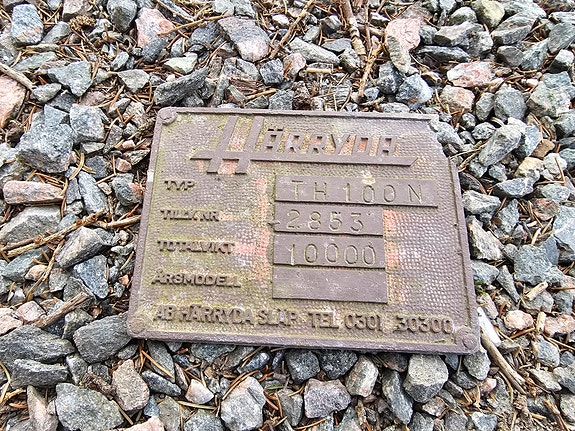 HÄRRYDA
TYP TH 100 N
TILLV.NR. 2853
TOTALVIKT 10000
ÅRSMODELL
AB HÄRRYDA SLÄP. TEL 0301 30300